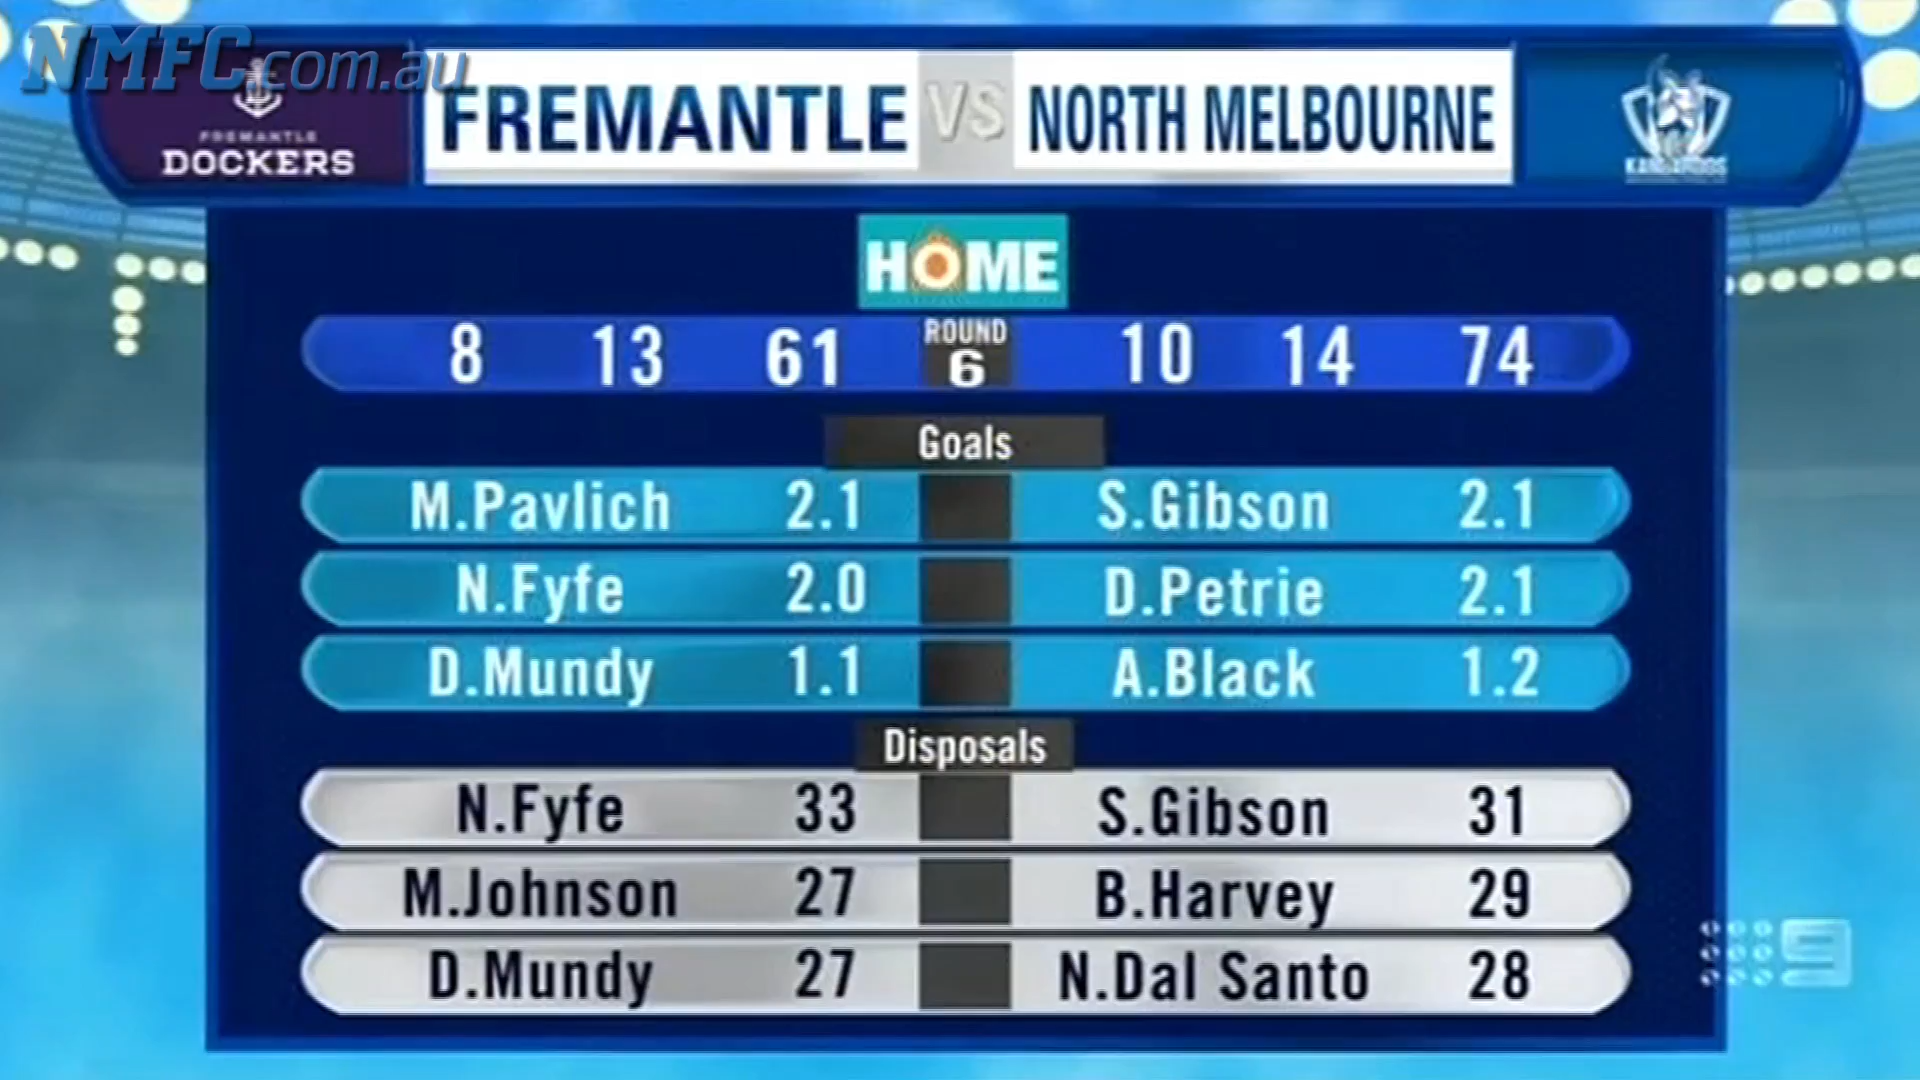 NMFC.com.au
FREMANTLE DOCKERS
FREMANTLE VS NORTH MELBOURNE
KANGAROOS
HOME
8 13 61 ROUND 6 10 14 74
Goals
M.Pavlich 2.1 S.Gibson 2.1
N.Fyfe 2.0 D.Petrie 2.1
D.Mundy 1.1 A.Black 1.2
Disposals
N.Fyfe 33 S.Gibson 31
M.Johnson 27 B.Harvey 29
D.Mundy 27 N.Dal Santo 28
9